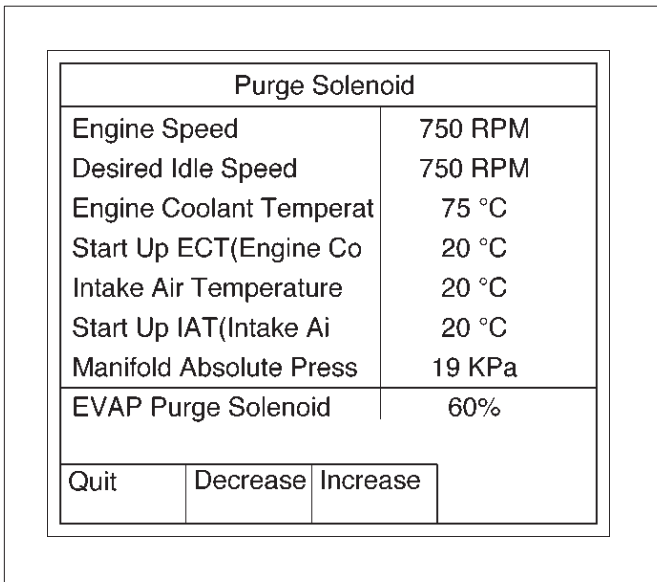 Purge Solenoid
Engine Speed 750 RPM
Desired Idle Speed 750 RPM
Engine Coolant Temperat 75 °C
Start Up ECT(Engine Co 20 °C
Intake Air Temperature 20 °C
Start Up IAT(Intake Ai 20 °C
Manifold Absolute Press 19 KPa
EVAP Purge Solenoid 60%
Quit Decrease Increase